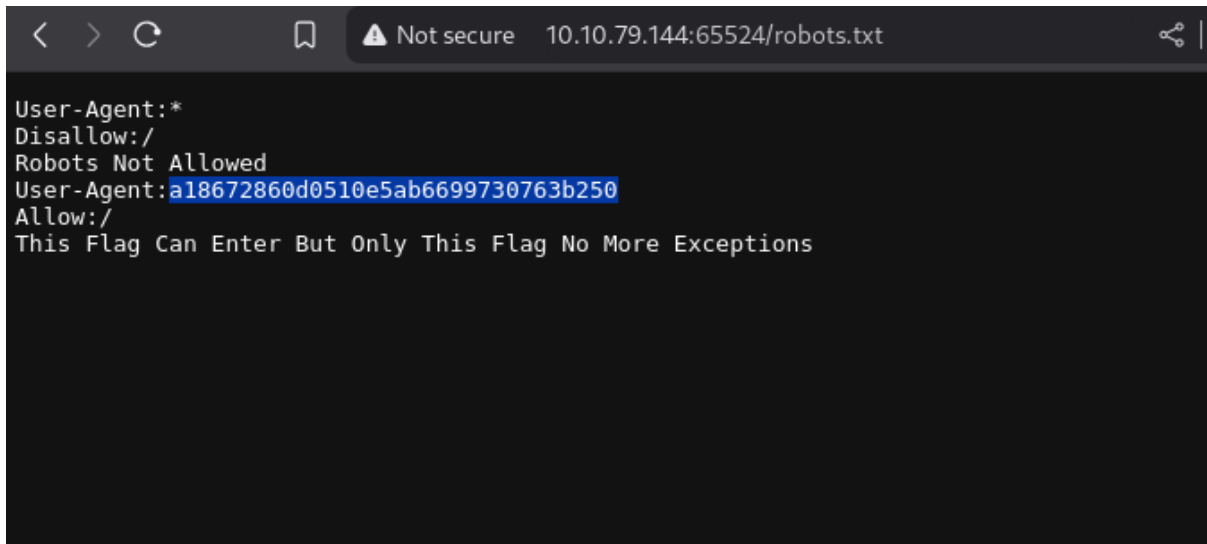 Not secure 10.10.79.144:65524/robots.txt
User-Agent:*
Disallow:/
Robots Not Allowed
User-Agent:a18672860d0510e5ab6699730763b250
Allow:/
This Flag Can Enter But Only This Flag No More Exceptions